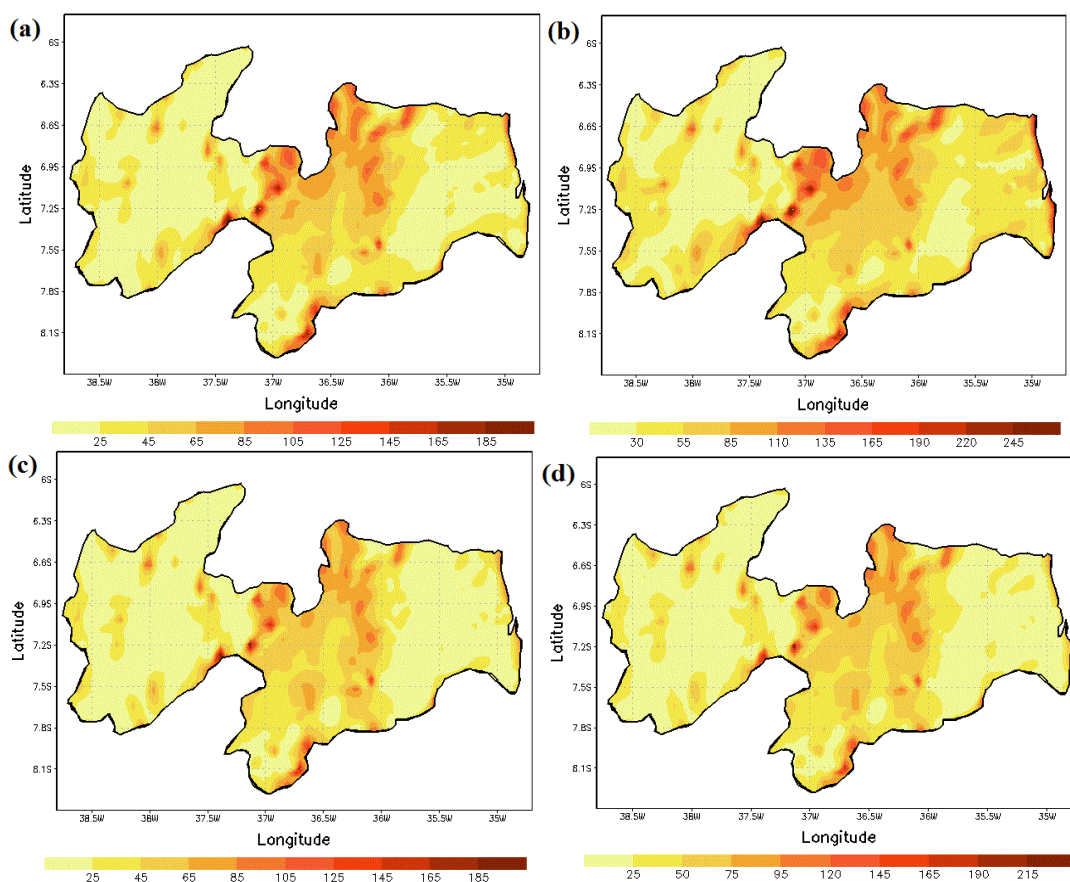 (a)
6S
6.3S
6.6S
6.9S
7.2S
7.5S
7.8S
8.1S
Latitude
38.5W 38W 37.5W 37W 36.5W 36W 35.5W 35W
Longitude
25 45 65 85 105 125 145 165 185
(b)
6S
6.3S
6.6S
6.9S
7.2S
7.5S
7.8S
8.1S
Latitude
38.5W 38W 37.5W 37W 36.5W 36W 35.5W 35W
Longitude
30 55 85 110 135 165 190 220 245
(c)
6S
6.3S
6.6S
6.9S
7.2S
7.5S
7.8S
8.1S
Latitude
38.5W 38W 37.5W 37W 36.5W 36W 35.5W 35W
Longitude
25 45 65 85 105 125 145 165 185
(d)
6S
6.3S
6.6S
6.9S
7.2S
7.5S
7.8S
8.1S
Latitude
38.5W 38W 37.5W 37W 36.5W 36W 35.5W 35W
Longitude
25 50 75 95 120 145 165 190 215